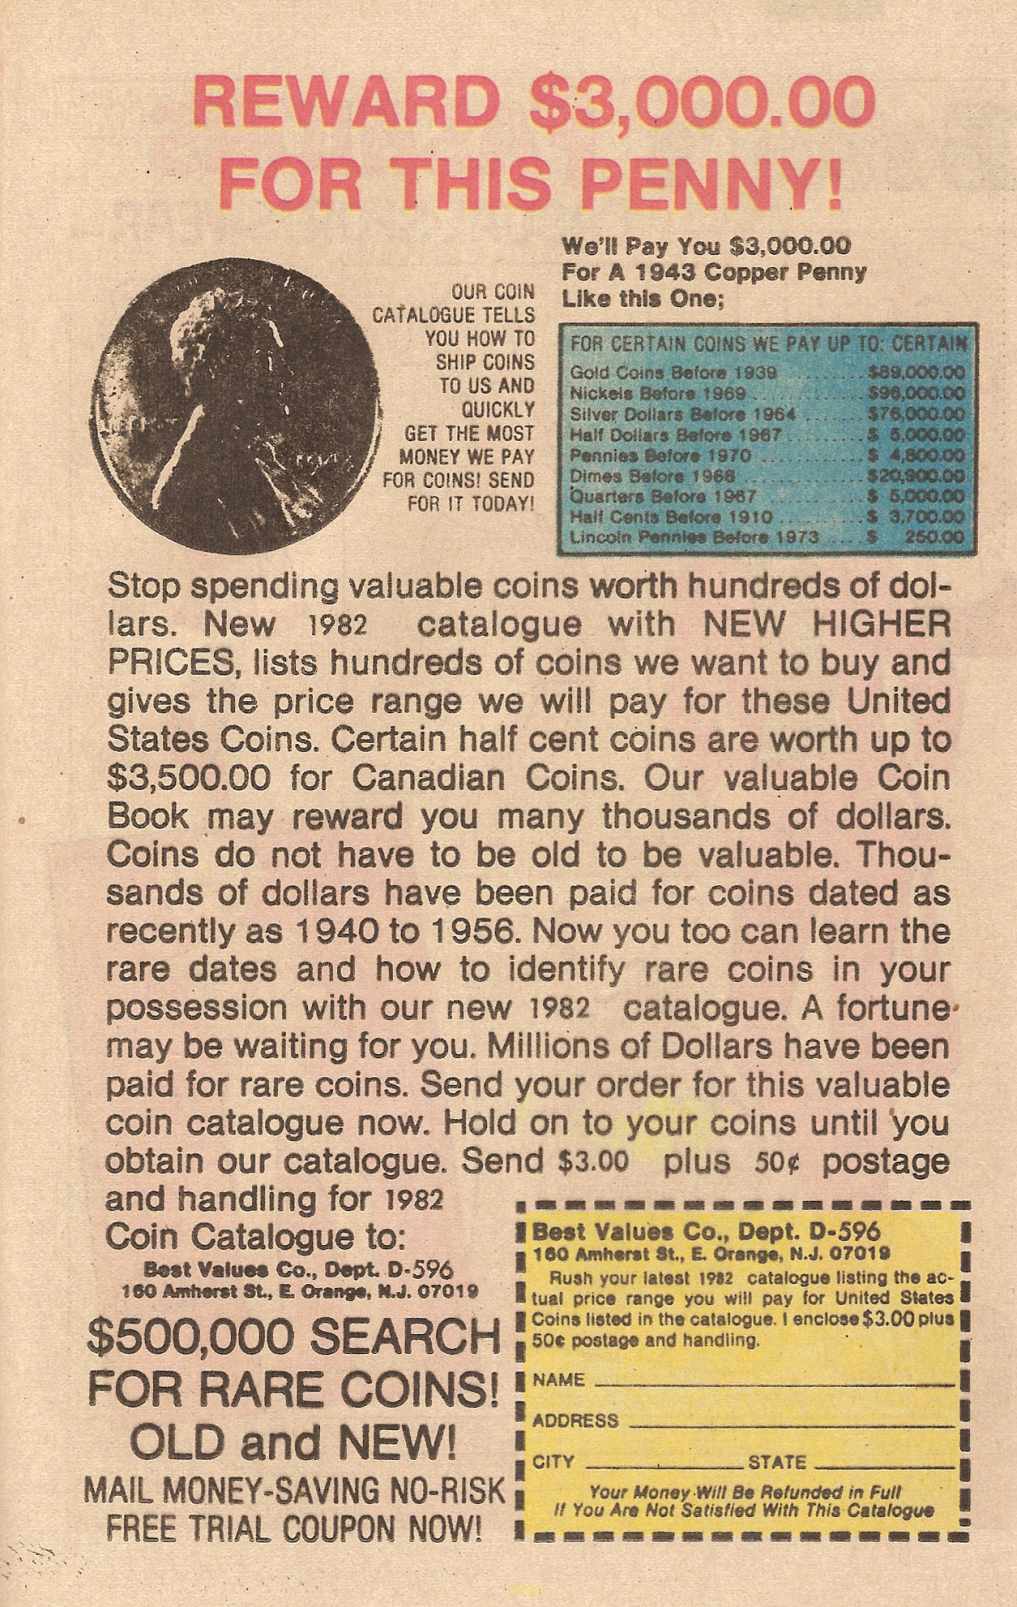 REWARD $3,000.00
FOR THIS PENNY!
We'll Pay You $3,000.00
For A 1943 Copper Penny
Like this One;
OUR COIN
CATALOGUE TELLS
YOU HOW TO
SHIP COINS
TO US AND
QUICKLY
GET THE MOST
MONEY WE PAY
FOR COINS! SEND
FOR IT TODAY!
FOR CERTAIN COINS WE PAY UP TO: CERTAIN
Gold Coins Before 1939 .......... $89,000.00
Nickels Before 1969 ............. $96,000.00
Silver Dollars Before 1964 ...... $76,000.00
Half Dollars Before 1967 ........ $ 5,000.00
Pennies Before 1970 ............. $ 4,800.00
Dimes Before 1966 ............... $20,900.00
Quarters Before 1967 ............ $ 5,000.00
Half Cents Before 1910 .......... $ 3,700.00
Lincoln Pennies Before 1973 .... $ 250.00
Stop spending valuable coins worth hundreds of dol-
lars. New 1982 catalogue with NEW HIGHER
PRICES, lists hundreds of coins we want to buy and
gives the price range we will pay for these United
States Coins. Certain half cent coins are worth up to
$3,500.00 for Canadian Coins. Our valuable Coin
Book may reward you many thousands of dollars.
Coins do not have to be old to be valuable. Thou-
sands of dollars have been paid for coins dated as
recently as 1940 to 1956. Now you too can learn the
rare dates and how to identify rare coins in your
possession with our new 1982 catalogue. A fortune
may be waiting for you. Millions of Dollars have been
paid for rare coins. Send your order for this valuable
coin catalogue now. Hold on to your coins until you
obtain our catalogue. Send $3.00 plus 50¢ postage
and handling for 1982
Coin Catalogue to:
Best Values Co., Dept. D-596
160 Amherst St., E. Orange, N.J. 07019
$500,000 SEARCH
FOR RARE COINS!
OLD and NEW!
MAIL MONEY-SAVING NO-RISK
FREE TRIAL COUPON NOW!
Best Values Co., Dept. D-596
160 Amherst St., E. Orange, N.J. 07019
Rush your latest 1982 catalogue listing the ac-
tual price range you will pay for United States
Coins listed in the catalogue. I enclose $3.00 plus
50¢ postage and handling.
NAME
ADDRESS
CITY STATE
Your Money Will Be Refunded in Full
If You Are Not Satisfied With This Catalogue